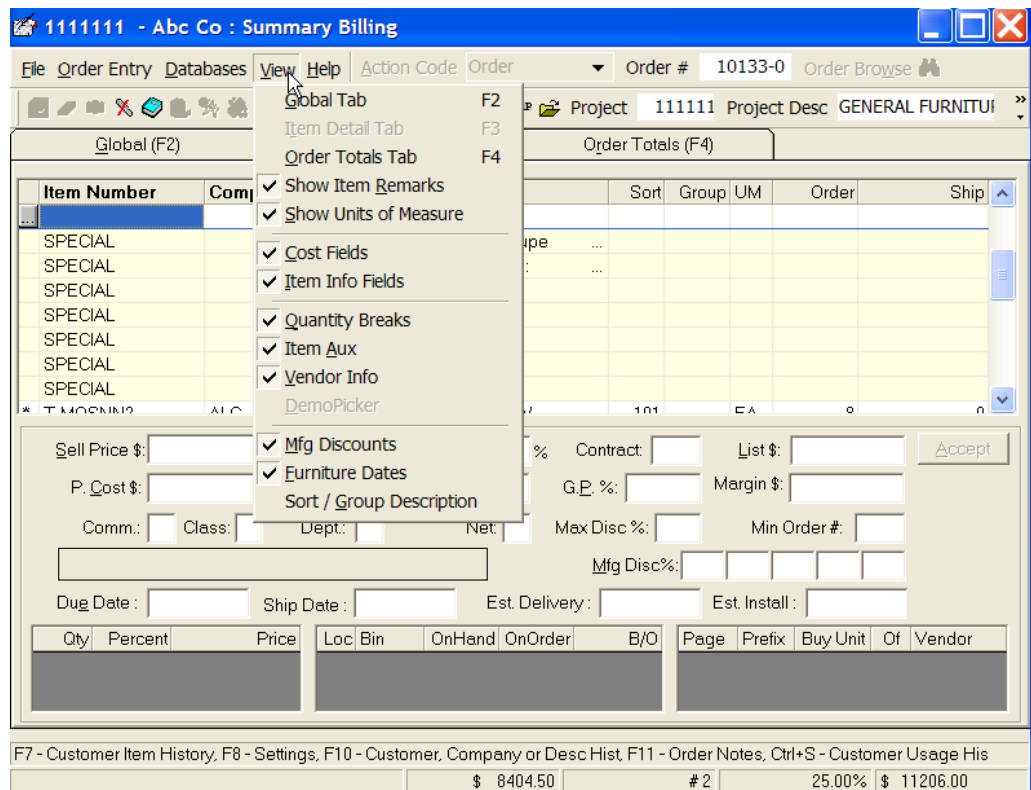 1111111 - Abc Co : Summary Billing
File Order Entry Databases View Help Action Code Order Order # 10133-0 Order Browse
Project 111111 Project Desc GENERAL FURNITUI »
Global (F2) Order Totals (F4)
Global Tab F2
Item Detail Tab F3
Order Totals Tab F4
Show Item Remarks
Show Units of Measure
Cost Fields
Item Info Fields
Quantity Breaks
Item Aux
Vendor Info
DemoPicker
Mfg Discounts
Furniture Dates
Sort / Group Description
Item Number Comp Sort Group UM Order Ship
...
SPECIAL ...
SPECIAL : ...
SPECIAL
SPECIAL
SPECIAL
SPECIAL
SPECIAL
* 101 EA
Sell Price $: % Contract: List $: Accept
P. Cost $: G.P. %: Margin $:
Comm.: Class: Dept.: Net: Max Disc %: Min Order #:
Mfg Disc%:
Due Date : Ship Date : Est. Delivery : Est. Install :
Qty Percent Price Loc Bin OnHand OnOrder B/O Page Prefix Buy Unit Of Vendor
F7 - Customer Item History, F8 - Settings, F10 - Customer, Company or Desc Hist, F11 - Order Notes, Ctrl+S - Customer Usage His
$ 8404.50 # 2 25.00% $ 11206.00